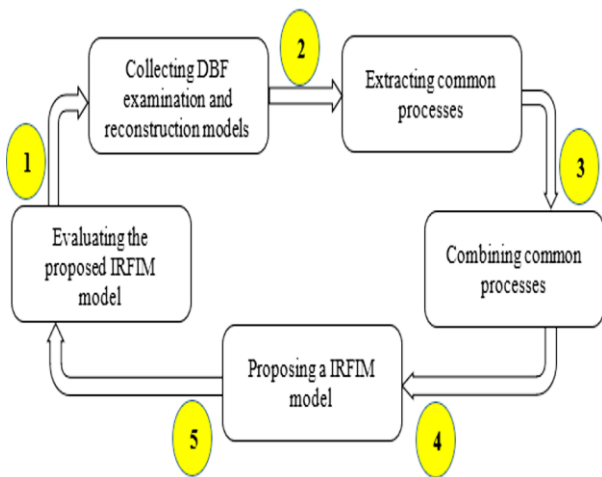 1
Collecting DBF
examination and
reconstruction models
2
Extracting common
processes
3
Combining common
processes
4
Proposing a IRFIM
model
5
Evaluating the
proposed IRFIM
model